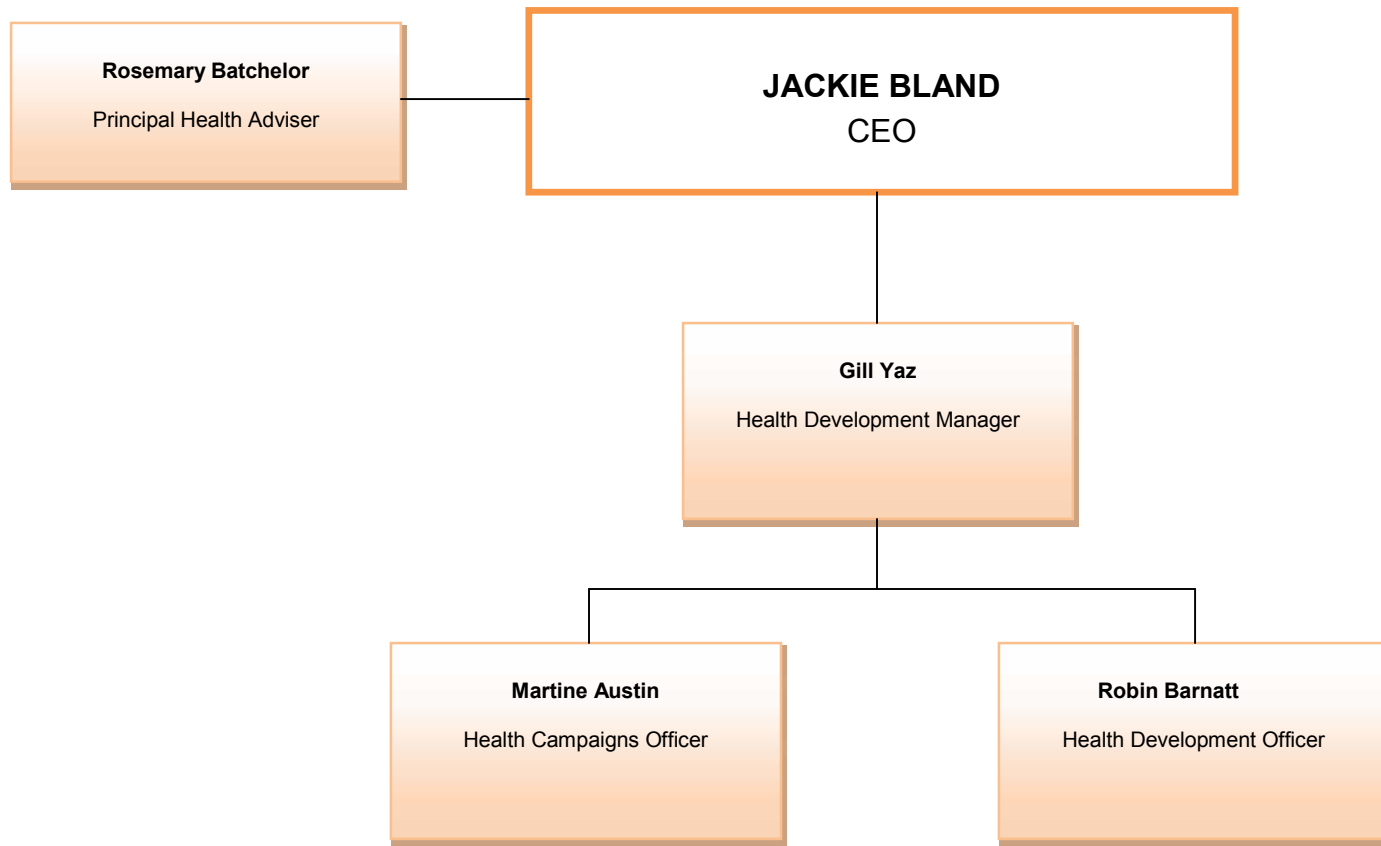 Rosemary Batchelor
Principal Health Adviser
JACKIE BLAND
CEO
Gill Yaz
Health Development Manager
Martine Austin
Health Campaigns Officer
Robin Barnatt
Health Development Officer